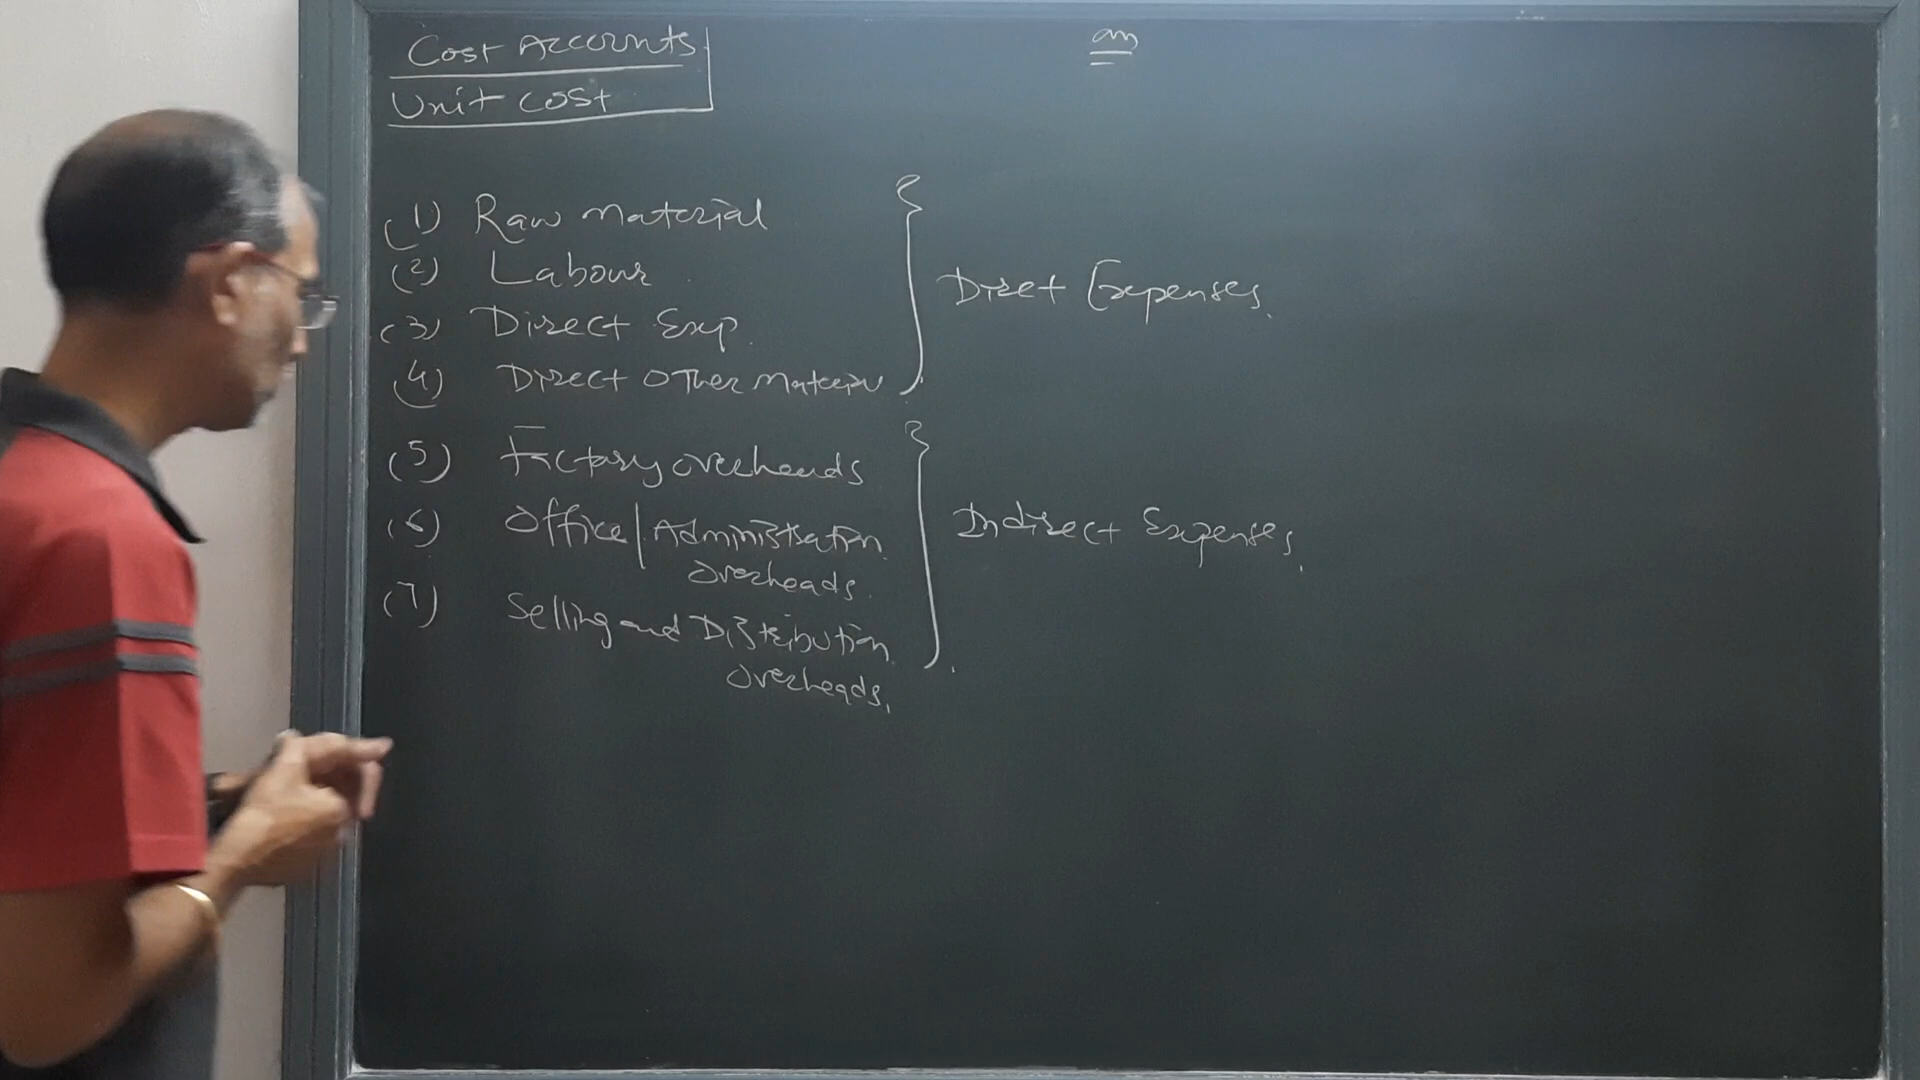 Cost Accounts
Unit Cost
(1) Raw Material
(2) Labour
(3) Direct Exp.
(4) Direct Other Material
Diret Expenses.
(5) Factory overheads
(6) Office/Administration
overheads.
(7) Selling and Distribution
overheads.
Indirect Expenses.